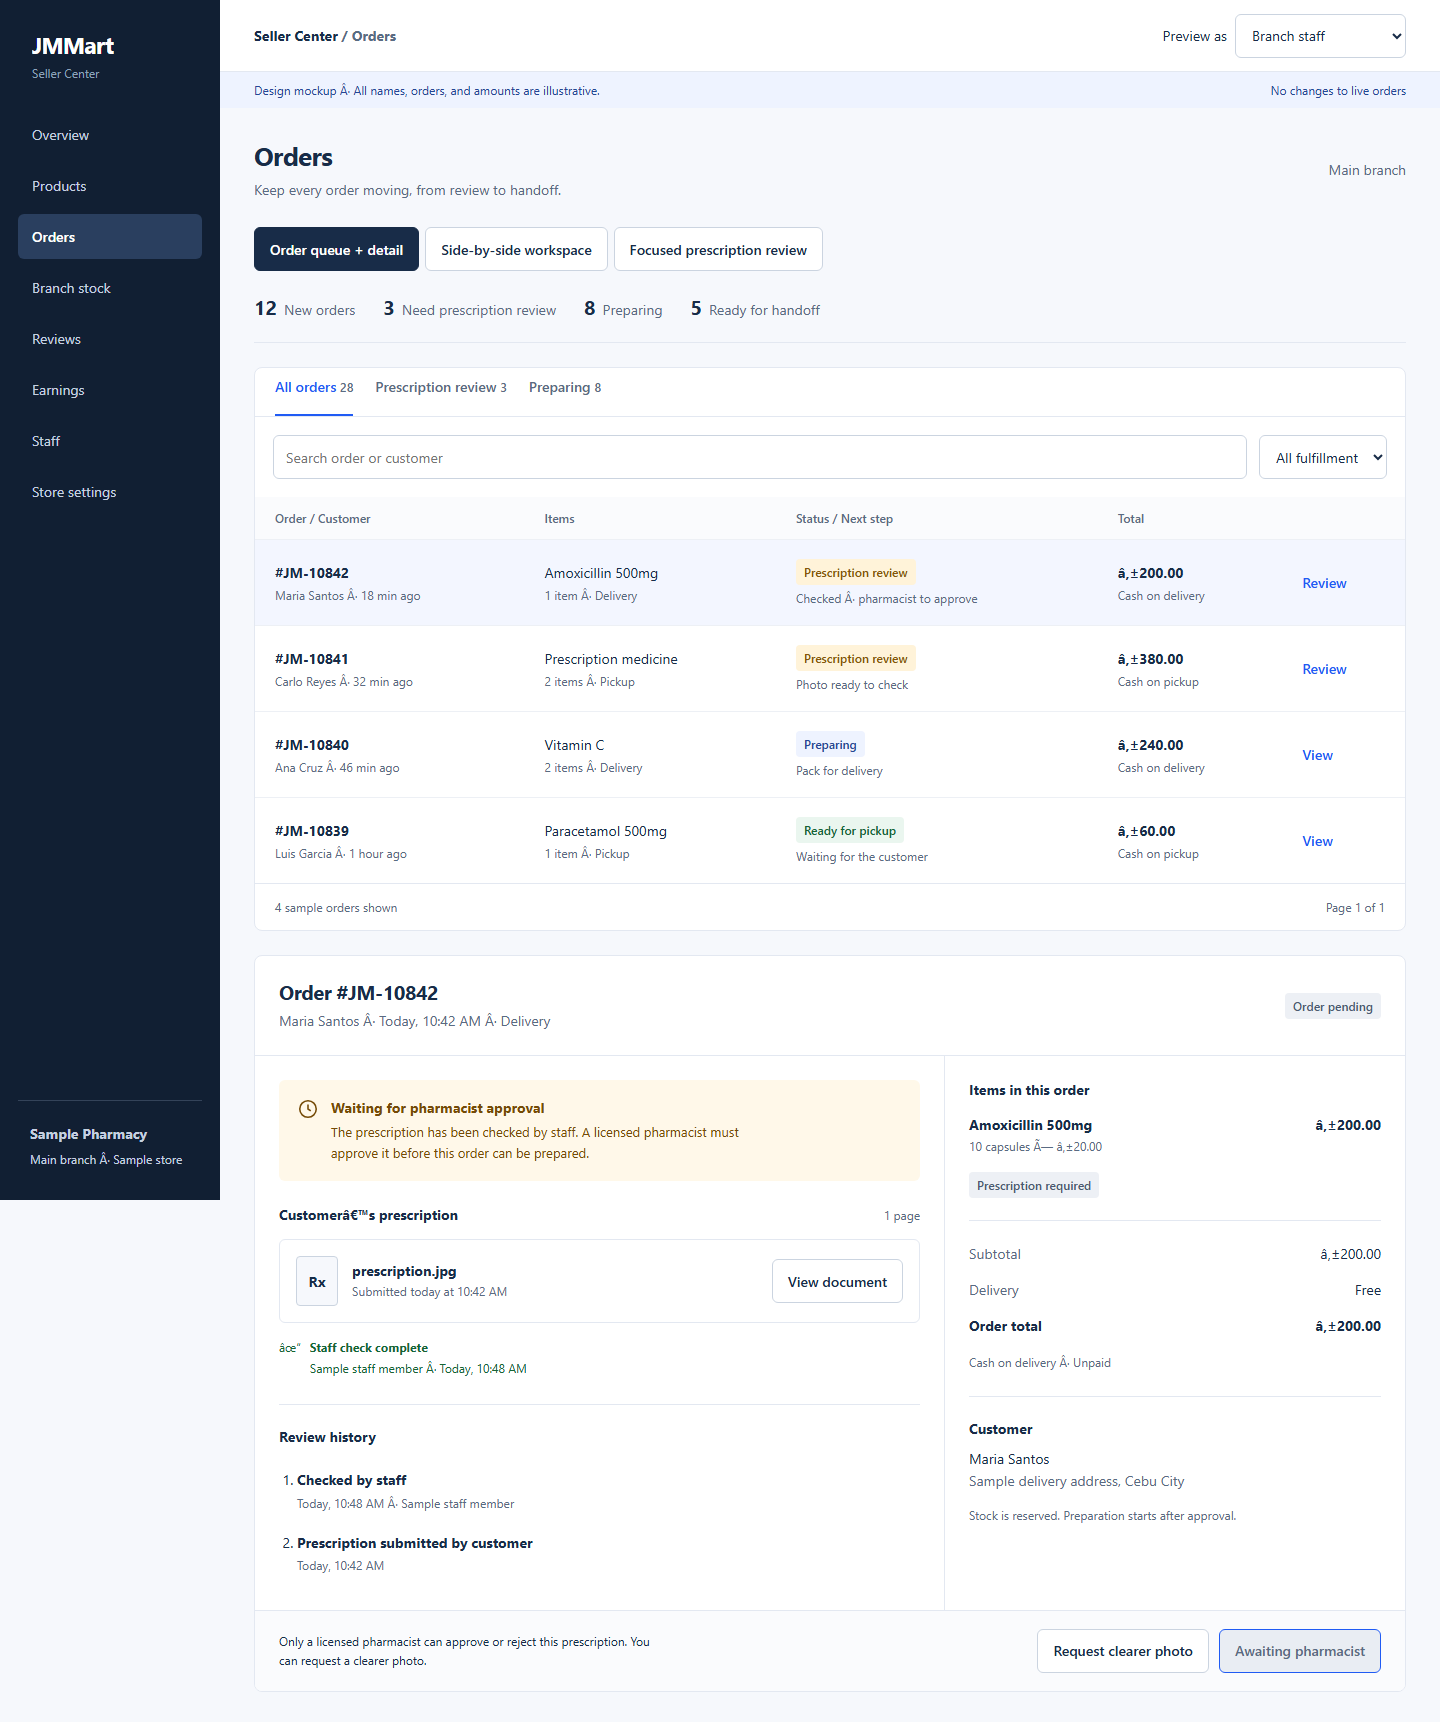 JMMart
Seller Center
Overview
Products
Orders
Branch stock
Reviews
Earnings
Staff
Store settings
Sample Pharmacy
Main branch Â· Sample store
Seller Center / Orders
Preview as
Branch staff
Design mockup Â· All names, orders, and amounts are illustrative.
No changes to live orders
Orders
Keep every order moving, from review to handoff.
Main branch
Order queue + detail
Side-by-side workspace
Focused prescription review
12 New orders
3 Need prescription review
8 Preparing
5 Ready for handoff
All orders 28
Prescription review 3
Preparing 8
Search order or customer
All fulfillment
Order / Customer
Items
Status / Next step
Total
#JM-10842
Maria Santos Â· 18 min ago
Amoxicillin 500mg
1 item Â· Delivery
Prescription review
Checked Â· pharmacist to approve
â‚±200.00
Cash on delivery
Review
#JM-10841
Carlo Reyes Â· 32 min ago
Prescription medicine
2 items Â· Pickup
Prescription review
Photo ready to check
â‚±380.00
Cash on pickup
Review
#JM-10840
Ana Cruz Â· 46 min ago
Vitamin C
2 items Â· Delivery
Preparing
Pack for delivery
â‚±240.00
Cash on delivery
View
#JM-10839
Luis Garcia Â· 1 hour ago
Paracetamol 500mg
1 item Â· Pickup
Ready for pickup
Waiting for the customer
â‚±60.00
Cash on pickup
View
4 sample orders shown
Page 1 of 1
Order #JM-10842
Maria Santos Â· Today, 10:42 AM Â· Delivery
Order pending
Waiting for pharmacist approval
The prescription has been checked by staff. A licensed pharmacist must
approve it before this order can be prepared.
Customerâ€™s prescription
1 page
Rx
prescription.jpg
Submitted today at 10:42 AM
View document
âœ“ Staff check complete
Sample staff member Â· Today, 10:48 AM
Review history
1. Checked by staff
Today, 10:48 AM Â· Sample staff member
2. Prescription submitted by customer
Today, 10:42 AM
Items in this order
Amoxicillin 500mg
â‚±200.00
10 capsules Ã— â‚±20.00
Prescription required
Subtotal
â‚±200.00
Delivery
Free
Order total
â‚±200.00
Cash on delivery Â· Unpaid
Customer
Maria Santos
Sample delivery address, Cebu City
Stock is reserved. Preparation starts after approval.
Only a licensed pharmacist can approve or reject this prescription. You
can request a clearer photo.
Request clearer photo
Awaiting pharmacist